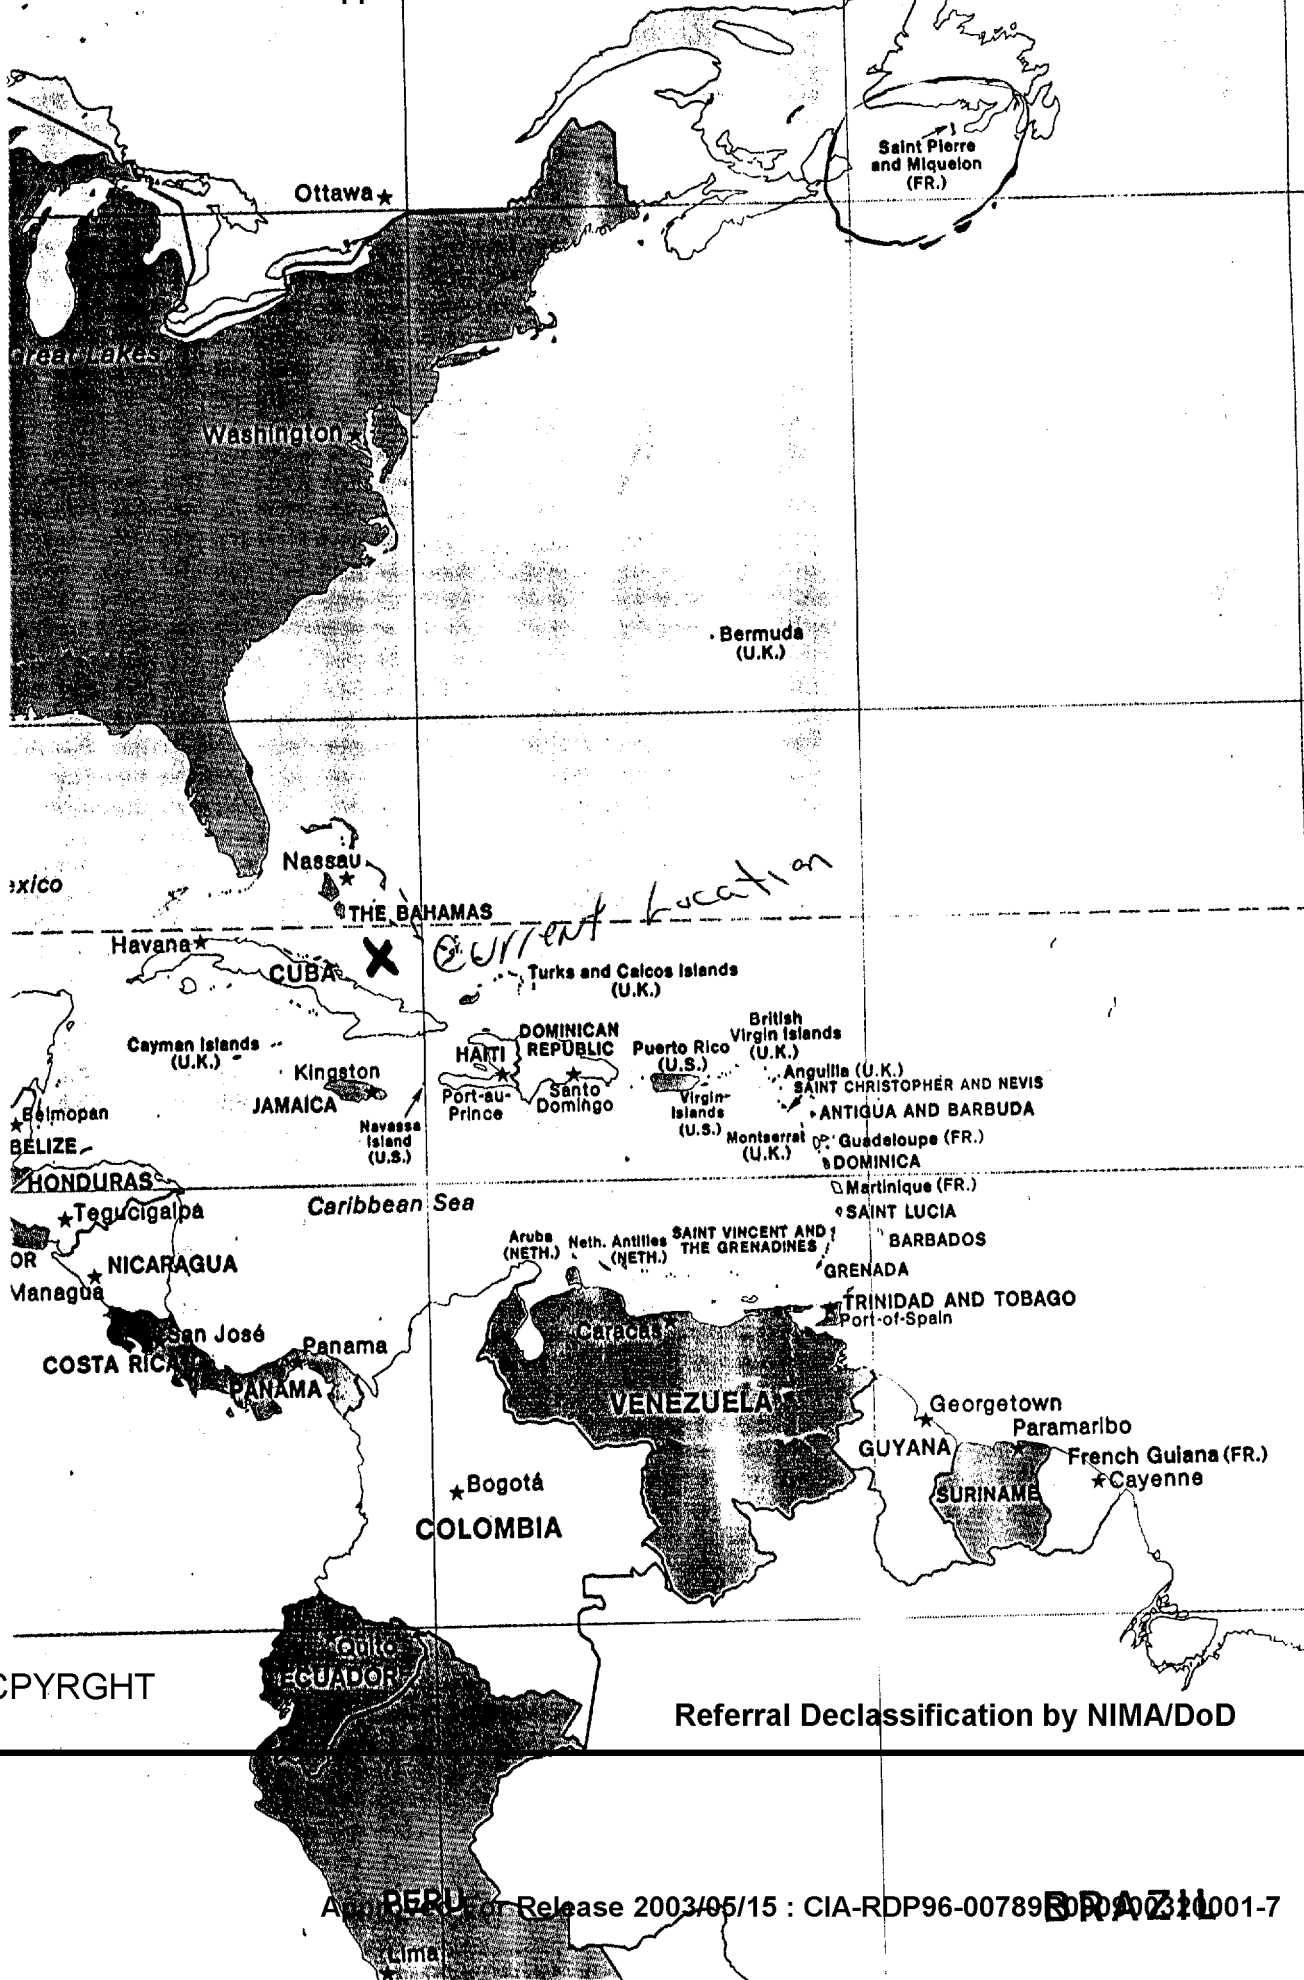 Ottawa
Saint Pierre
and Miquelon
(FR.)
Great Lakes
Washington
Bermuda
(U.K.)
Nassau
exico
THE BAHAMAS
Current Location
Havana
X
CUBA
Turks and Caicos Islands
(U.K.)
Cayman Islands
(U.K.)
HAITI
DOMINICAN
REPUBLIC
Puerto Rico
(U.S.)
British
Virgin Islands
(U.K.)
Anguilla (U.K.)
SAINT CHRISTOPHER AND NEVIS
Kingston
JAMAICA
Port-au-
Prince
Santo
Domingo
Virgin
Islands
(U.S.)
ANTIGUA AND BARBUDA
Belmopan
BELIZE
Navassa
Island
(U.S.)
Montserrat
(U.K.)
Guadeloupe (FR.)
DOMINICA
HONDURAS
Martinique (FR.)
Tegucigalpa
Caribbean Sea
SAINT LUCIA
Aruba
(NETH.)
Neth. Antilles
(NETH.)
SAINT VINCENT AND
THE GRENADINES
BARBADOS
OR
NICARAGUA
GRENADA
Managua
TRINIDAD AND TOBAGO
Port-of-Spain
San José
COSTA RICA
Panama
PANAMA
Caracas
VENEZUELA
Georgetown
GUYANA
Paramaribo
SURINAME
French Guiana (FR.)
Cayenne
Bogotá
COLOMBIA
Quito
ECUADOR
CPYRGHT
Referral Declassification by NIMA/DoD
PERU
BRAZIL
Approved For Release 2003/05/15 : CIA-RDP96-00789R000900320001-7
Lima